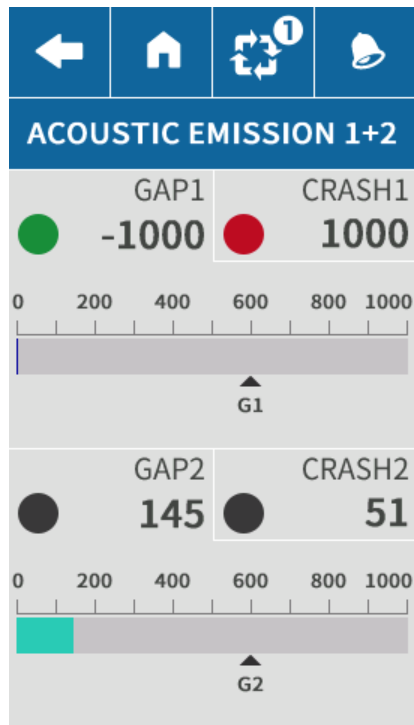 1
ACOUSTIC EMISSION 1+2
GAP1 CRASH1
-1000 1000
0 200 400 600 800 1000
G1
GAP2 CRASH2
145 51
0 200 400 600 800 1000
G2